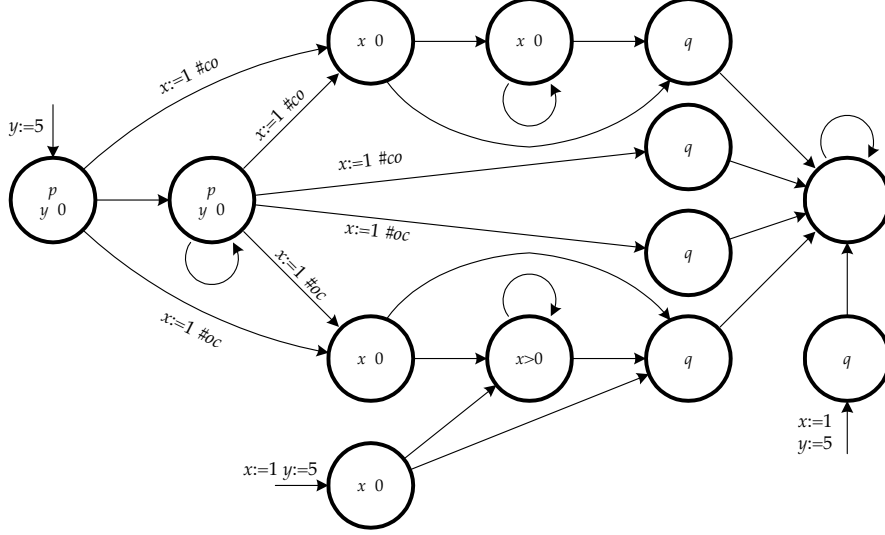 x 0
x 0
q
x:=1 #co
x:=1 #co
y:=5
x:=1 #co
q
p
y 0
p
y 0
x:=1 #oc
q
x:=1 #oc
x:=1 #oc
x 0
x>0
q
q
x:=1
y:=5
x:=1 y:=5
x 0